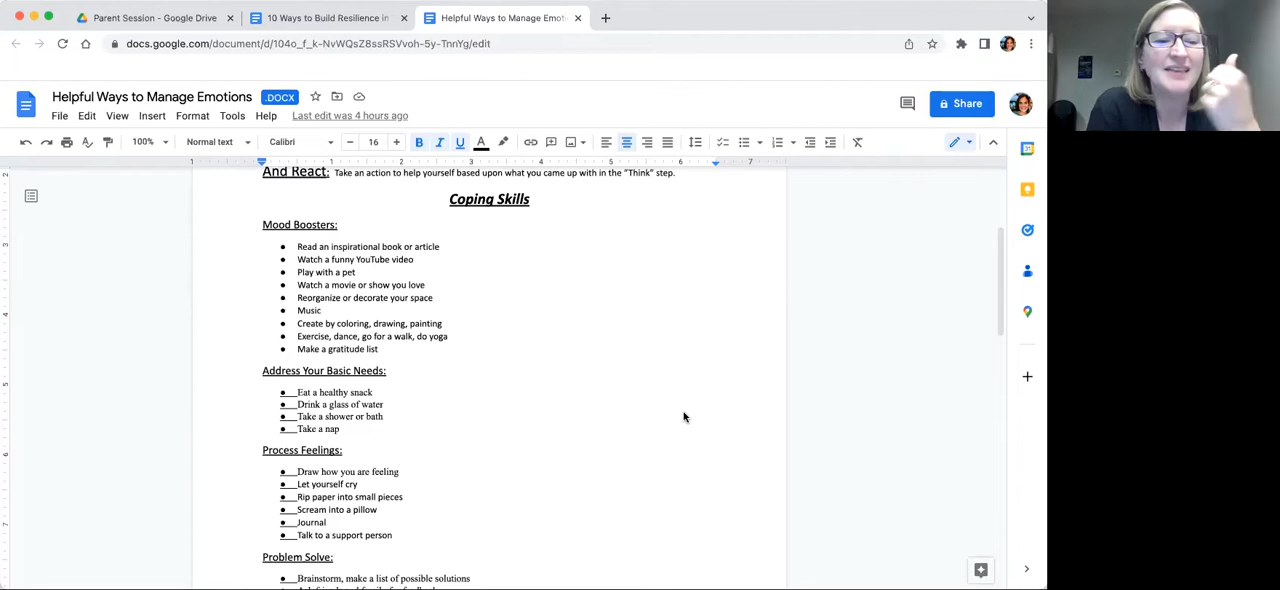 Parent Session - Google Drive
10 Ways to Build Resilience in
Helpful Ways to Manage Emoti
docs.google.com/document/d/104o_f_k-NvWQsZ8ssRSVvoh-5y-TnnYg/edit
Helpful Ways to Manage Emotions .DOCX
File Edit View Insert Format Tools Help Last edit was 4 hours ago
Share
100% Normal text Calibri 16 B I U A
1 1 2 3 4 5 6 7
And React: Take an action to help yourself based upon what you came up with in the "Think" step.
Coping Skills
Mood Boosters:
● Read an inspirational book or article
● Watch a funny YouTube video
● Play with a pet
● Watch a movie or show you love
● Reorganize or decorate your space
● Music
● Create by coloring, drawing, painting
● Exercise, dance, go for a walk, do yoga
● Make a gratitude list
Address Your Basic Needs:
● Eat a healthy snack
● Drink a glass of water
● Take a shower or bath
● Take a nap
Process Feelings:
● Draw how you are feeling
● Let yourself cry
● Rip paper into small pieces
● Scream into a pillow
● Journal
● Talk to a support person
Problem Solve:
● Brainstorm, make a list of possible solutions